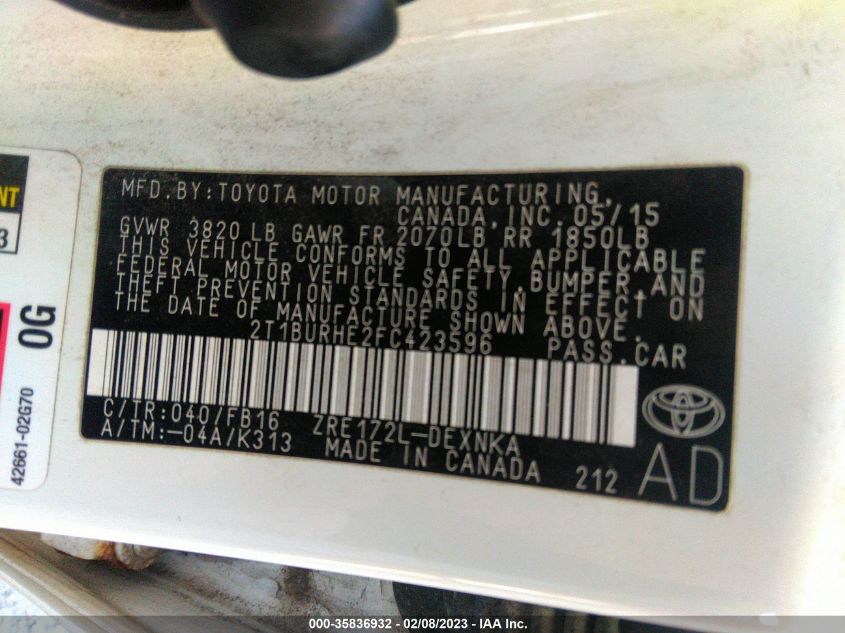 MFD.BY:TOYOTA MOTOR MANUFACTURING,
CANADA,INC.05/15
GVWR 3820 LB GAWR FR 2070LB RR 1850LB
THIS VEHICLE CONFORMS TO ALL APPLICABLE
FEDERAL MOTOR VEHICLE SAFETY,BUMPER,AND
THEFT PREVENTION STANDARDS IN EFFECT ON
THE DATE OF MANUFACTURE SHOWN ABOVE.
2T1BURHE2FC423596 PASS.CAR
C/TR:040/FB16 ZRE172L-DEXNKA
A/TM:-04A/K313 MADE IN CANADA 212
AD
NT
3
OG
42661-02G70
000-35836932 - 02/08/2023 - IAA Inc.